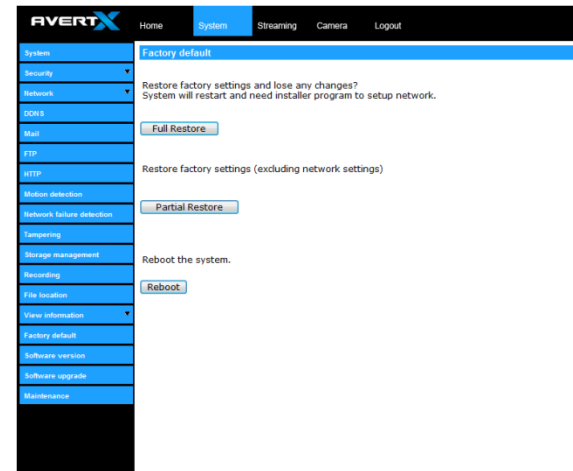 AVERTX
Home System Streaming Camera Logout
System
Security
Network
DDNS
Mail
FTP
HTTP
Motion detection
Network failure detection
Tampering
Storage management
Recording
File location
View information
Factory default
Software version
Software upgrade
Maintenance
Factory default
Restore factory settings and lose any changes?
System will restart and need installer program to setup network.
Full Restore
Restore factory settings (excluding network settings)
Partial Restore
Reboot the system.
Reboot